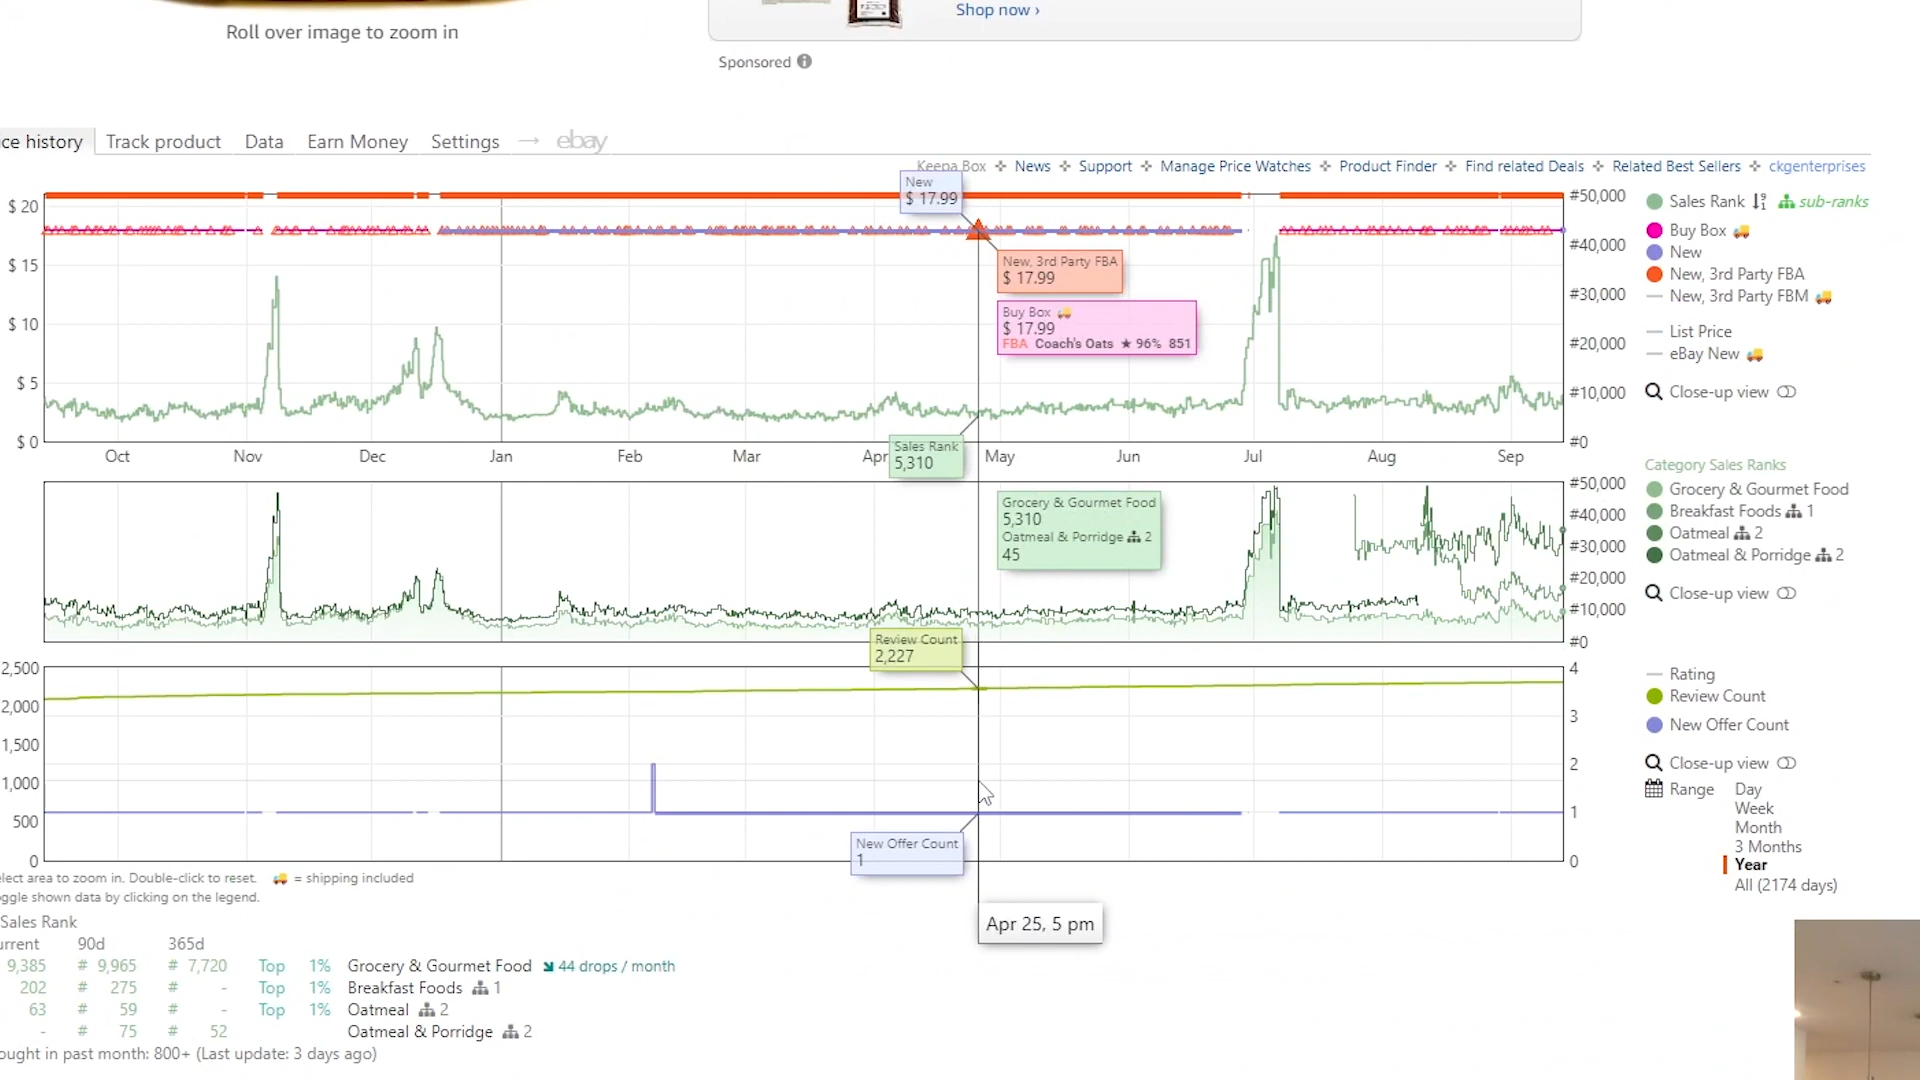 Roll over image to zoom in
Shop now ›
Sponsored
ce history Track product Data Earn Money Settings → ebay
Keepa Box News Support Manage Price Watches Product Finder Find related Deals Related Best Sellers ckgenterprises
New
$ 17.99
New, 3rd Party FBA
$ 17.99
Buy Box
$ 17.99
FBA Coach's Oats ★ 96% 851
$ 20
$ 15
$ 10
$ 5
$ 0
#50,000
#40,000
#30,000
#20,000
#10,000
#0
Oct Nov Dec Jan Feb Mar Apr May Jun Jul Aug Sep
Sales Rank
5,310
Sales Rank sub-ranks
Buy Box
New
New, 3rd Party FBA
New, 3rd Party FBM
List Price
eBay New
Close-up view
Grocery & Gourmet Food
5,310
Oatmeal & Porridge 2
45
#50,000
#40,000
#30,000
#20,000
#10,000
#0
Category Sales Ranks
Grocery & Gourmet Food
Breakfast Foods 1
Oatmeal 2
Oatmeal & Porridge 2
Close-up view
Review Count
2,227
2,500
2,000
1,500
1,000
500
0
4
3
2
1
0
New Offer Count
1
Rating
Review Count
New Offer Count
Close-up view
Range Day
Week
Month
3 Months
Year
All (2174 days)
Apr 25, 5 pm
elect area to zoom in. Double-click to reset. = shipping included
ggle shown data by clicking on the legend.
Sales Rank
urrent 90d 365d
9,385 # 9,965 # 7,720 Top 1% Grocery & Gourmet Food 44 drops / month
202 # 275 # - Top 1% Breakfast Foods 1
63 # 59 # - Top 1% Oatmeal 2
- # 75 # 52 Oatmeal & Porridge 2
ought in past month: 800+ (Last update: 3 days ago)